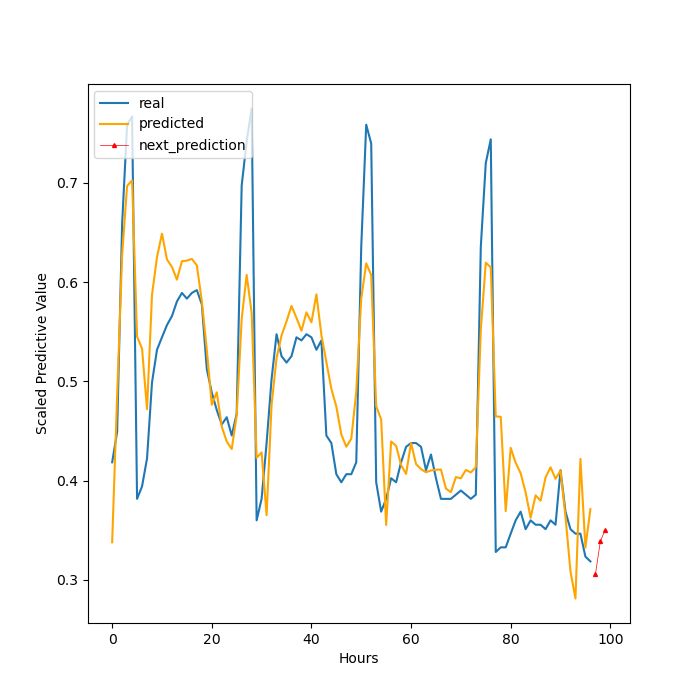 real
predicted
next_prediction
0.7
0.6
0.5
0.4
0.3
Scaled Predictive Value
0 20 40 60 80 100
Hours